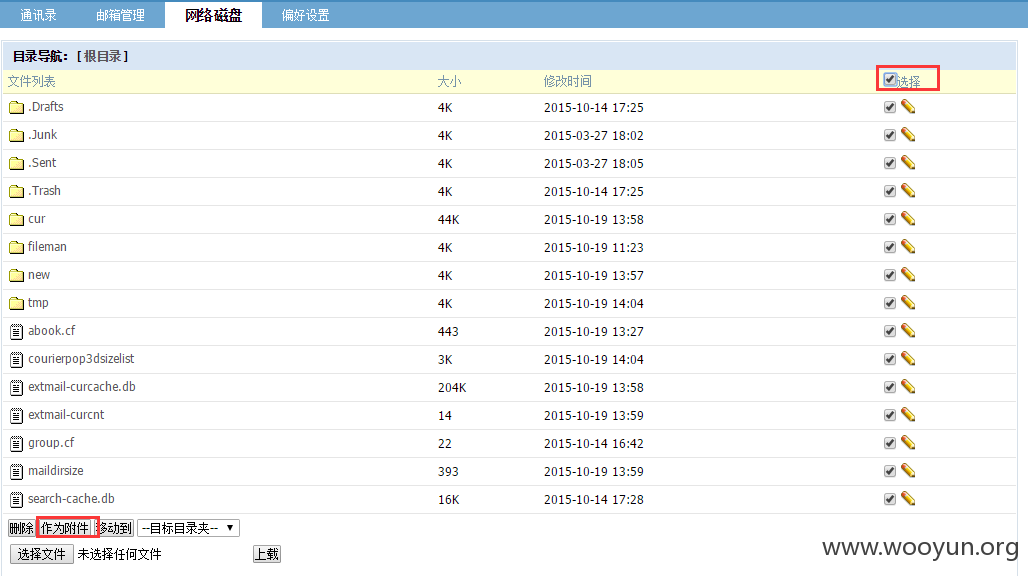 通讯录 邮箱管理 网络磁盘 偏好设置
目录导航: [根目录]
文件列表 大小 修改时间 选择
.Drafts 4K 2015-10-14 17:25
.Junk 4K 2015-03-27 18:02
.Sent 4K 2015-03-27 18:05
.Trash 4K 2015-10-14 17:25
cur 44K 2015-10-19 13:58
fileman 4K 2015-10-19 11:23
new 4K 2015-10-19 13:57
tmp 4K 2015-10-19 14:04
abook.cf 443 2015-10-19 13:27
courierpop3dsizelist 3K 2015-10-19 14:04
extmail-curcache.db 204K 2015-10-19 13:58
extmail-curcnt 14 2015-10-19 13:59
group.cf 22 2015-10-14 16:42
maildirsize 393 2015-10-19 13:59
search-cache.db 16K 2015-10-14 17:28
删除 作为附件 移动到 --目标目录夹--
选择文件 未选择任何文件 上载
www.wooyun.org